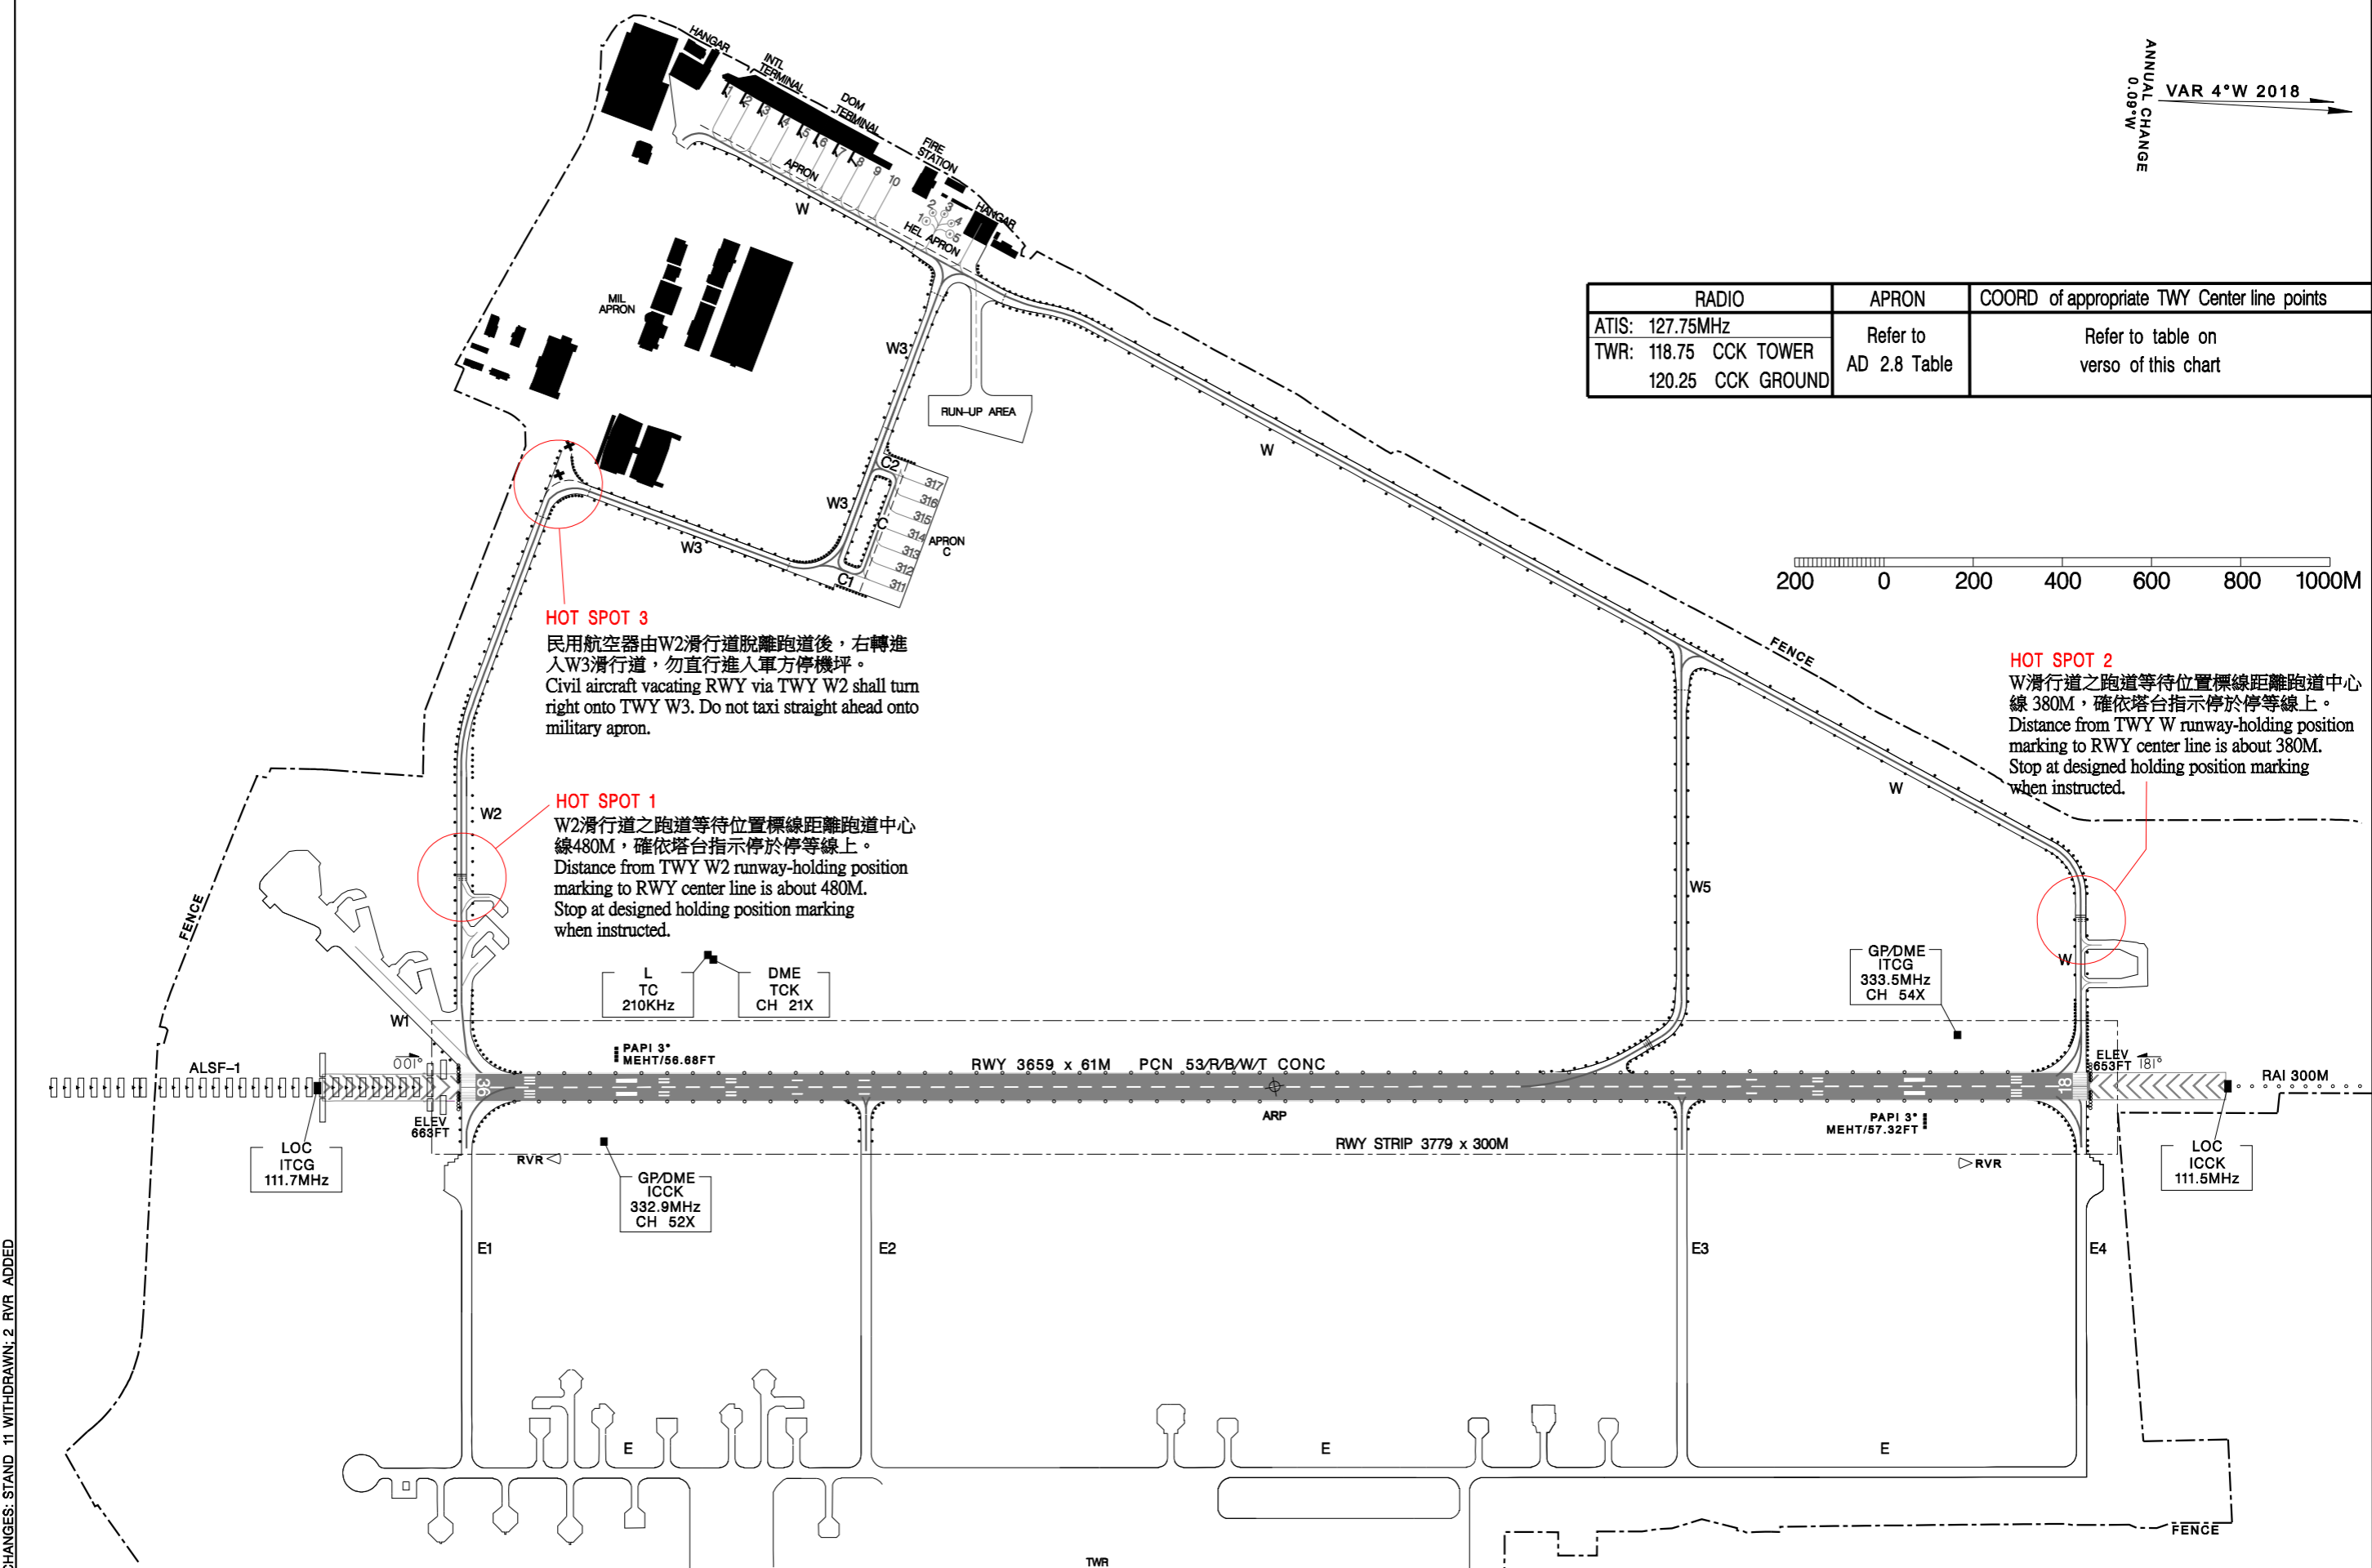 HANGAR
INTL
TERMINAL
DOM
TERMINAL
FIRE
STATION
HANGAR
1
2
3
4
5
6
7
8
9
10
APRON
W
1
2
3
4
5
HEL APRON
ANNUAL CHANGE
0.09°W
VAR 4°W 2018
MIL
APRON
W3
RUN-UP AREA
W
RADIO
APRON
COORD of appropriate TWY Center line points
ATIS: 127.75MHz
TWR: 118.75 CCK TOWER
120.25 CCK GROUND
Refer to
AD 2.8 Table
Refer to table on
verso of this chart
C2
317
316
315
314
313
312
311
C
C1
APRON
C
W3
W3
200 0 200 400 600 800 1000M
FENCE
HOT SPOT 3
民用航空器由W2滑行道脫離跑道後，右轉進
入W3滑行道，勿直行進入軍方停機坪。
Civil aircraft vacating RWY via TWY W2 shall turn
right onto TWY W3. Do not taxi straight ahead onto
military apron.
HOT SPOT 2
W滑行道之跑道等待位置標線距離跑道中心
線 380M，確依塔台指示停於停等線上。
Distance from TWY W runway-holding position
marking to RWY center line is about 380M.
Stop at designed holding position marking
when instructed.
W
W2
HOT SPOT 1
W2滑行道之跑道等待位置標線距離跑道中心
線480M，確依塔台指示停於停等線上。
Distance from TWY W2 runway-holding position
marking to RWY center line is about 480M.
Stop at designed holding position marking
when instructed.
W5
FENCE
L
TC
210KHz
DME
TCK
CH 21X
GP/DME
ITCG
333.5MHz
CH 54X
W
W1
ALSF-1
001°
PAPI 3°
MEHT/56.68FT
RWY 3659 x 61M PCN 53/R/B/W/T CONC
ELEV
653FT
181°
RAI 300M
36
18
ELEV
663FT
ARP
PAPI 3°
MEHT/57.32FT
LOC
ITCG
111.7MHz
RVR
RWY STRIP 3779 x 300M
RVR
LOC
ICCK
111.5MHz
GP/DME
ICCK
332.9MHz
CH 52X
E1
E2
E3
E4
E
E
E
FENCE
TWR
CHANGES: STAND 11 WITHDRAWN; 2 RVR ADDED